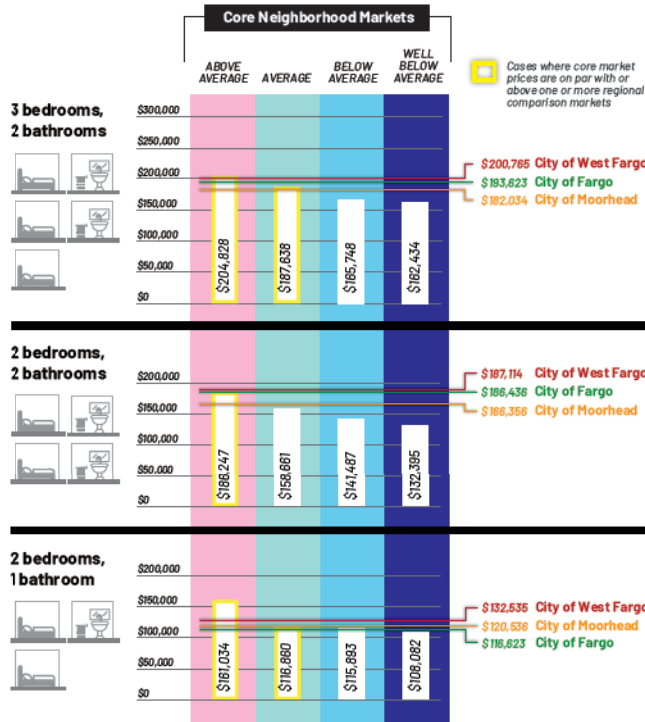 Core Neighborhood Markets
ABOVE
AVERAGE
AVERAGE
BELOW
AVERAGE
WELL
BELOW
AVERAGE
Cases where core market
prices are on par with or
above one or more regional
comparison markets
3 bedrooms,
2 bathrooms
$300,000
$250,000
$200,000
$150,000
$100,000
$50,000
$0
$204,828
$187,638
$165,748
$162,434
$200,765 City of West Fargo
$193,623 City of Fargo
$182,034 City of Moorhead
2 bedrooms,
2 bathrooms
$200,000
$150,000
$100,000
$50,000
$0
$186,247
$158,661
$141,487
$132,395
$187,114 City of West Fargo
$186,436 City of Fargo
$166,356 City of Moorhead
2 bedrooms,
1 bathroom
$200,000
$150,000
$100,000
$50,000
$0
$161,034
$116,860
$115,893
$108,082
$132,535 City of West Fargo
$120,536 City of Moorhead
$116,623 City of Fargo